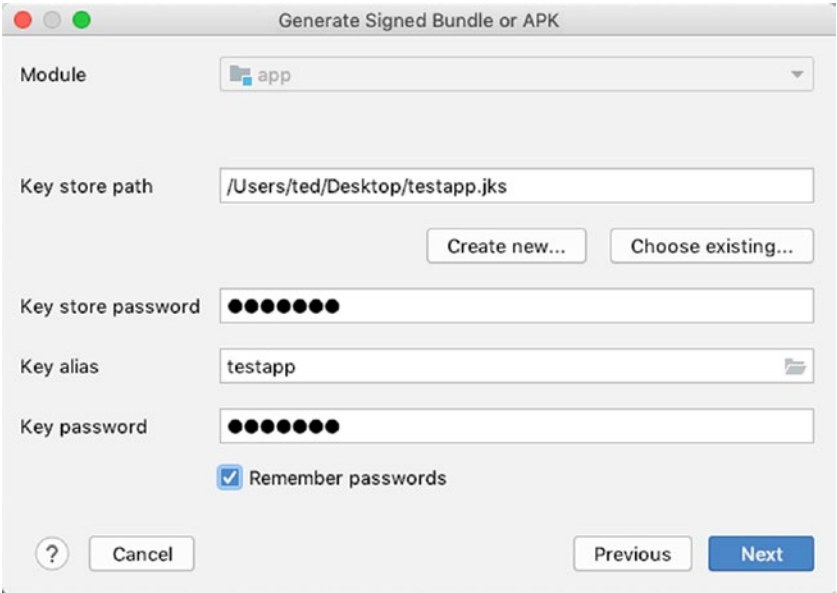 Generate Signed Bundle or APK
Module app
Key store path /Users/ted/Desktop/testapp.jks
Create new... Choose existing...
Key store password ●●●●●●●
Key alias testapp
Key password ●●●●●●●
Remember passwords
? Cancel Previous Next